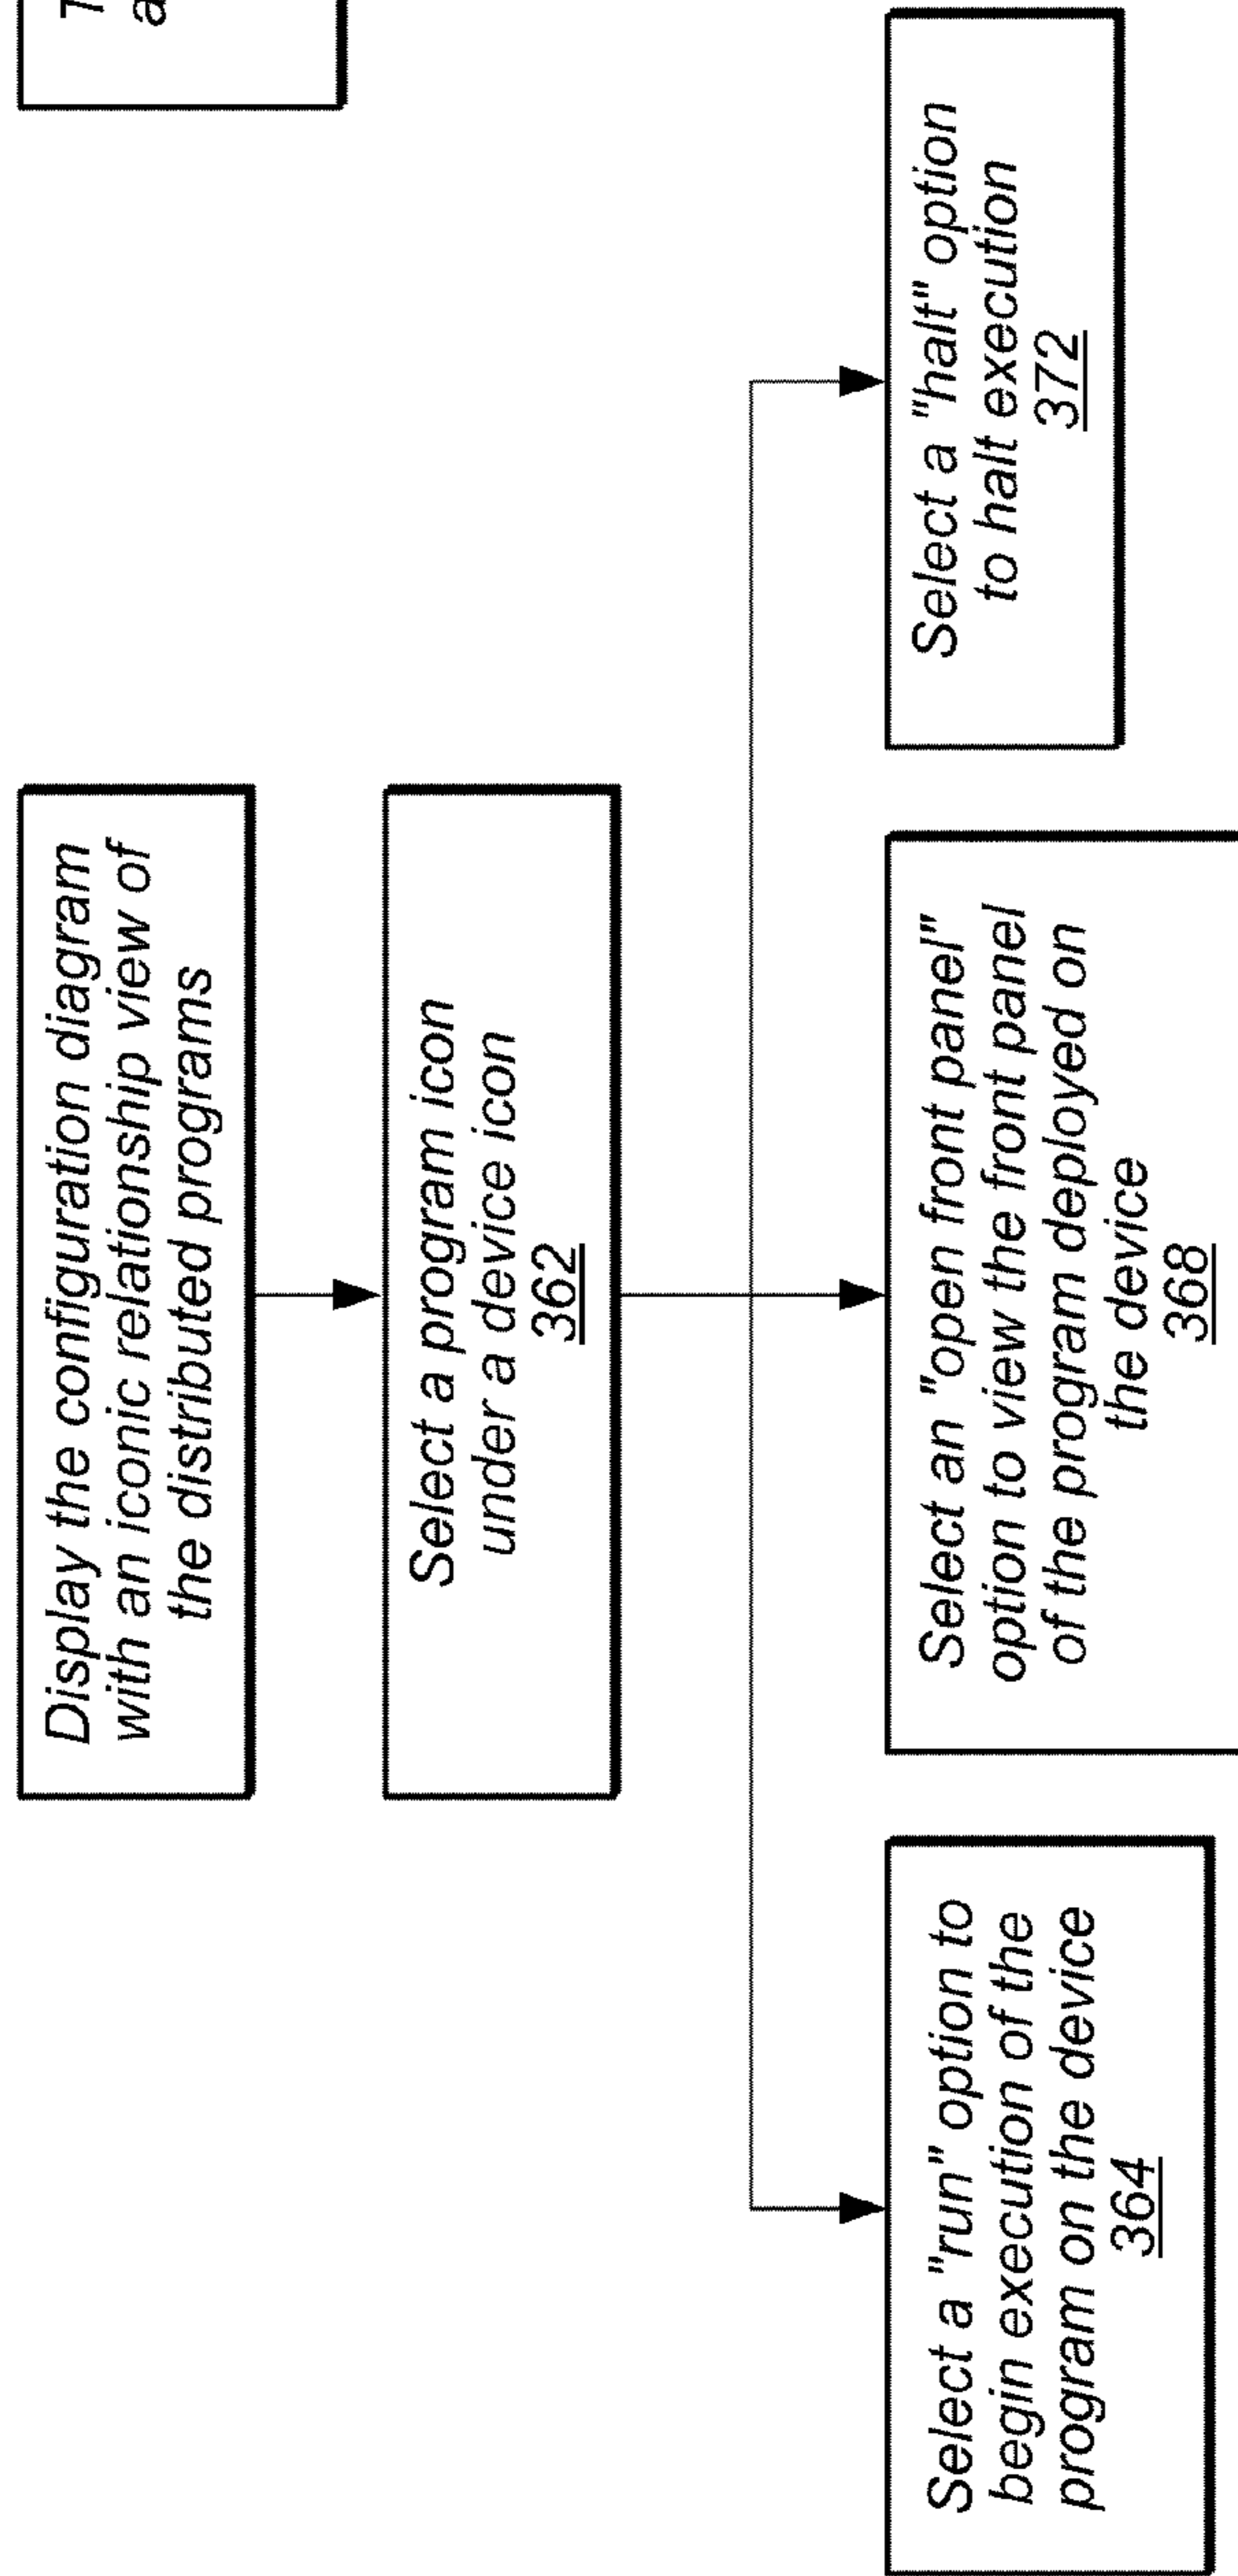 Display the configuration diagram
with an iconic relationship view of
the distributed programs
Select a program icon
under a device icon
362
Select a "run" option to
begin execution of the
program on the device
364
Select an "open front panel"
option to view the front panel
of the program deployed on
the device
368
Select a "halt" option
to halt execution
372